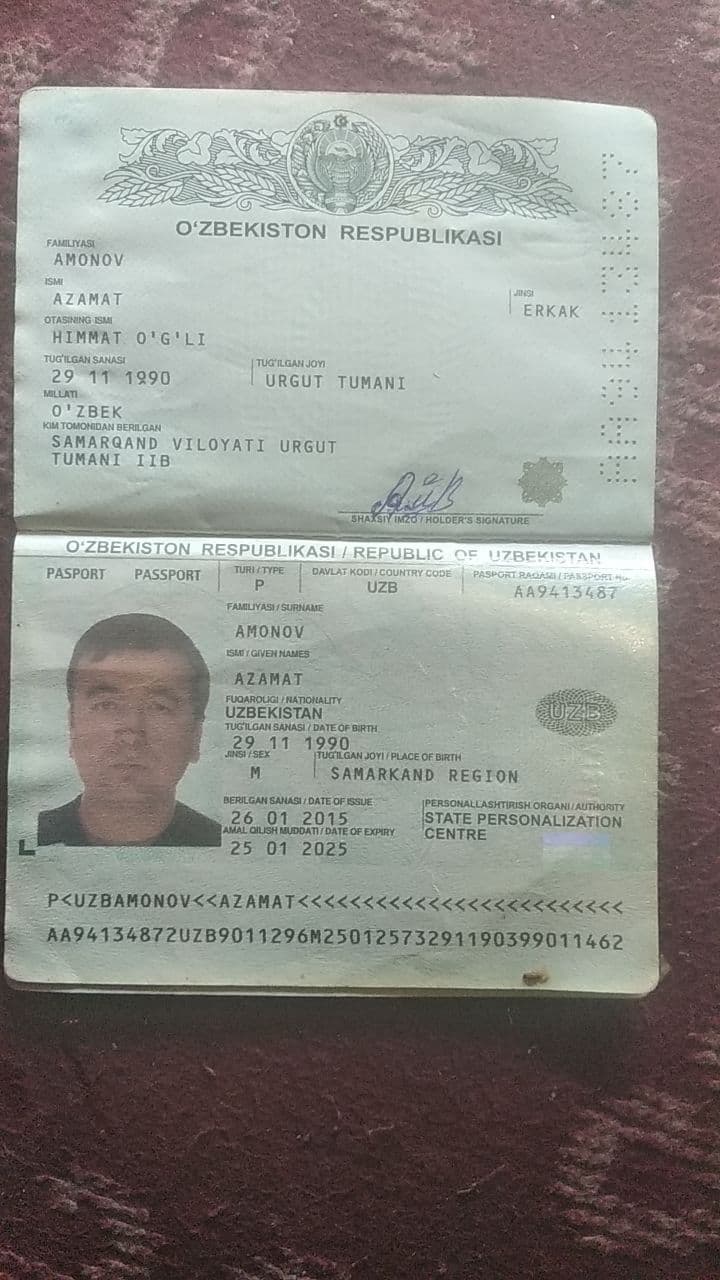 O‘ZBEKISTON RESPUBLIKASI
FAMILIYASI
AMONOV
ISMI
AZAMAT
JINSI
ERKAK
OTASINING ISMI
HIMMAT O'G'LI
TUG‘ILGAN SANASI
29 11 1990
TUG‘ILGAN JOYI
URGUT TUMANI
MILLATI
O'ZBEK
KIM TOMONIDAN BERILGAN
SAMARQAND VILOYATI URGUT
TUMANI IIB
SHAXSIY IMZO / HOLDER'S SIGNATURE
O‘ZBEKISTON RESPUBLIKASI / REPUBLIC OF UZBEKISTAN
PASPORT PASSPORT
TURI / TYPE
P
DAVLAT KODI / COUNTRY CODE
UZB
PASPORT RAQAMI / PASSPORT No.
AA9413487
FAMILIYASI / SURNAME
AMONOV
ISMI / GIVEN NAMES
AZAMAT
FUQAROLIGI / NATIONALITY
UZBEKISTAN
TUG‘ILGAN SANASI / DATE OF BIRTH
29 11 1990
JINSI / SEX
M
TUG‘ILGAN JOYI / PLACE OF BIRTH
SAMARKAND REGION
UZB
BERILGAN SANASI / DATE OF ISSUE
26 01 2015
AMAL QILISH MUDDATI / DATE OF EXPIRY
25 01 2025
PERSONALLASHTIRISH ORGANI / AUTHORITY
STATE PERSONALIZATION
CENTRE
P<UZBAMONOV<<AZAMAT<<<<<<<<<<<<<<<<<<<<<<<<<
AA94134872UZB9011296M25012573291190399011462